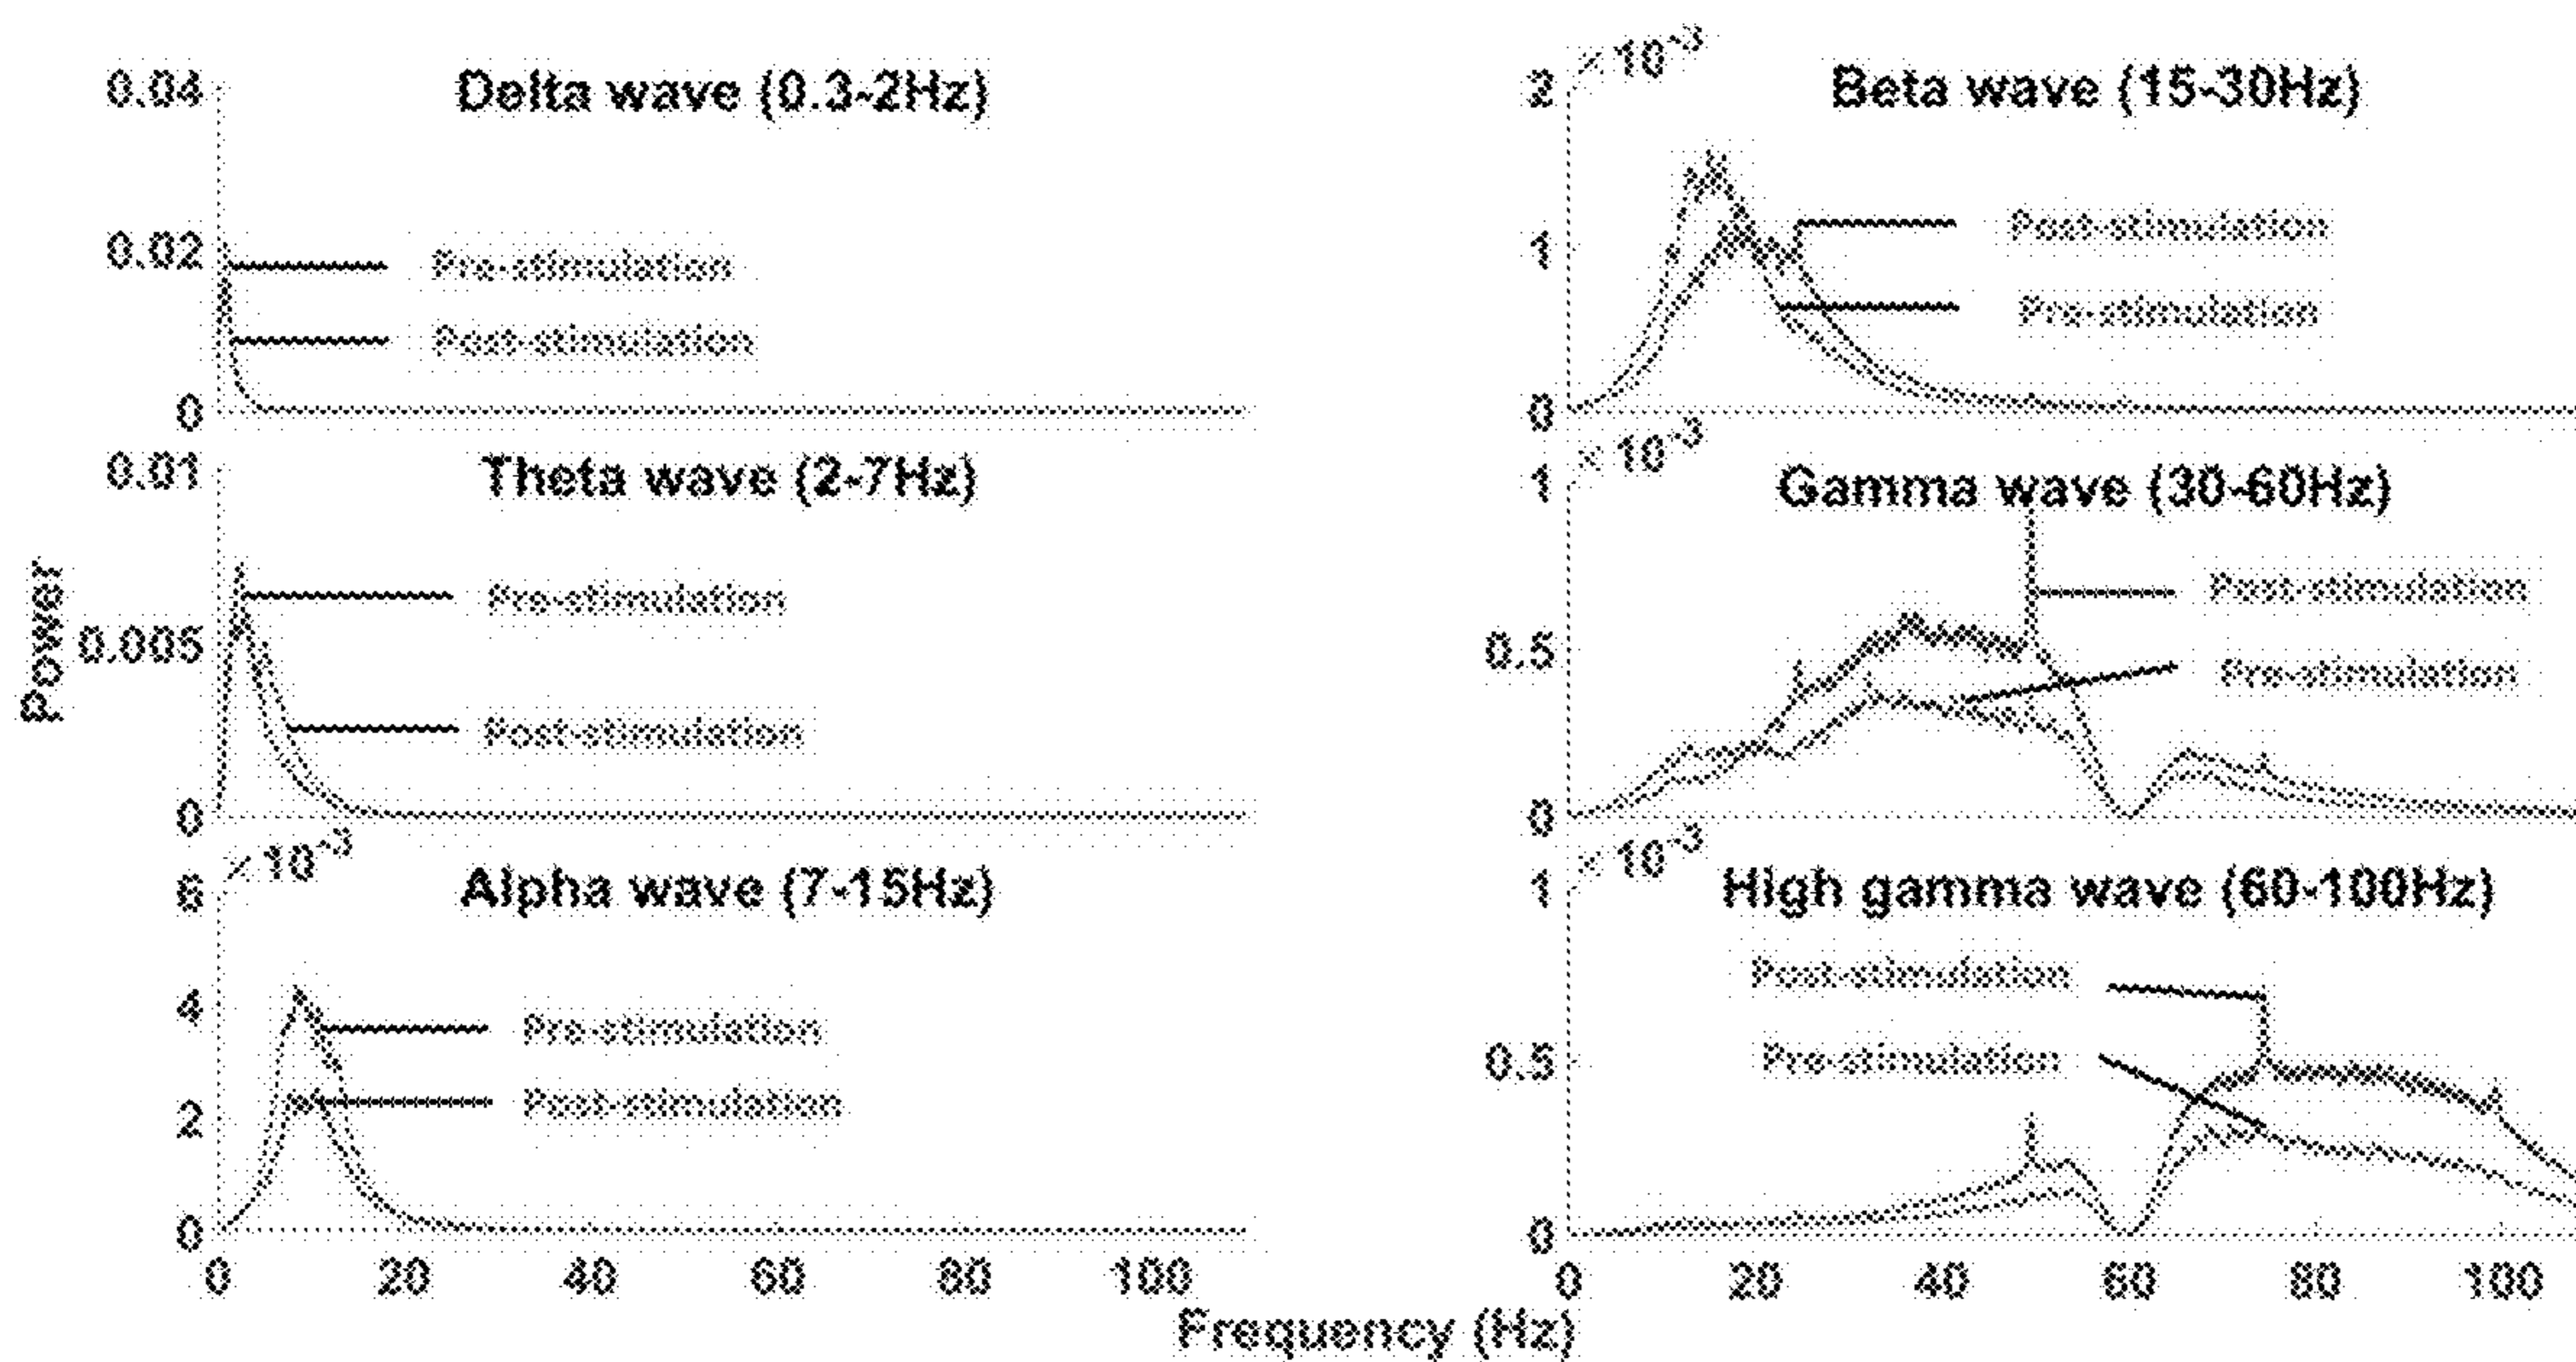 Delta wave (0.3-2Hz)
0.04
0.02
0
Pre-stimulation
Post-stimulation
Theta wave (2-7Hz)
0.01
0.005
0
Pre-stimulation
Post-stimulation
Power
× 10⁻³
Alpha wave (7-15Hz)
6
4
2
0
Pre-stimulation
Post-stimulation
0 20 40 60 80 100
× 10⁻³
Beta wave (15-30Hz)
2
1
0
Post-stimulation
Pre-stimulation
× 10⁻³
Gamma wave (30-60Hz)
1
0.5
0
Post-stimulation
Pre-stimulation
× 10⁻³
High gamma wave (60-100Hz)
1
0.5
0
Post-stimulation
Pre-stimulation
0 20 40 60 80 100
Frequency (Hz)